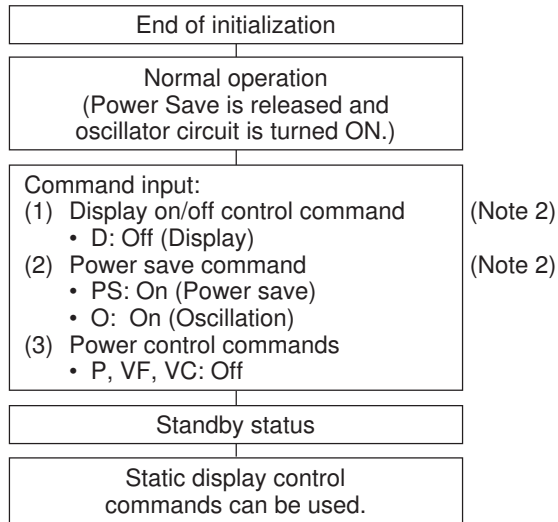 End of initialization
Normal operation
(Power Save is released and
oscillator circuit is turned ON.)
Command input:
(1) Display on/off control command (Note 2)
• D: Off (Display)
(2) Power save command (Note 2)
• PS: On (Power save)
• O: On (Oscillation)
(3) Power control commands
• P, VF, VC: Off
Standby status
Static display control
commands can be used.